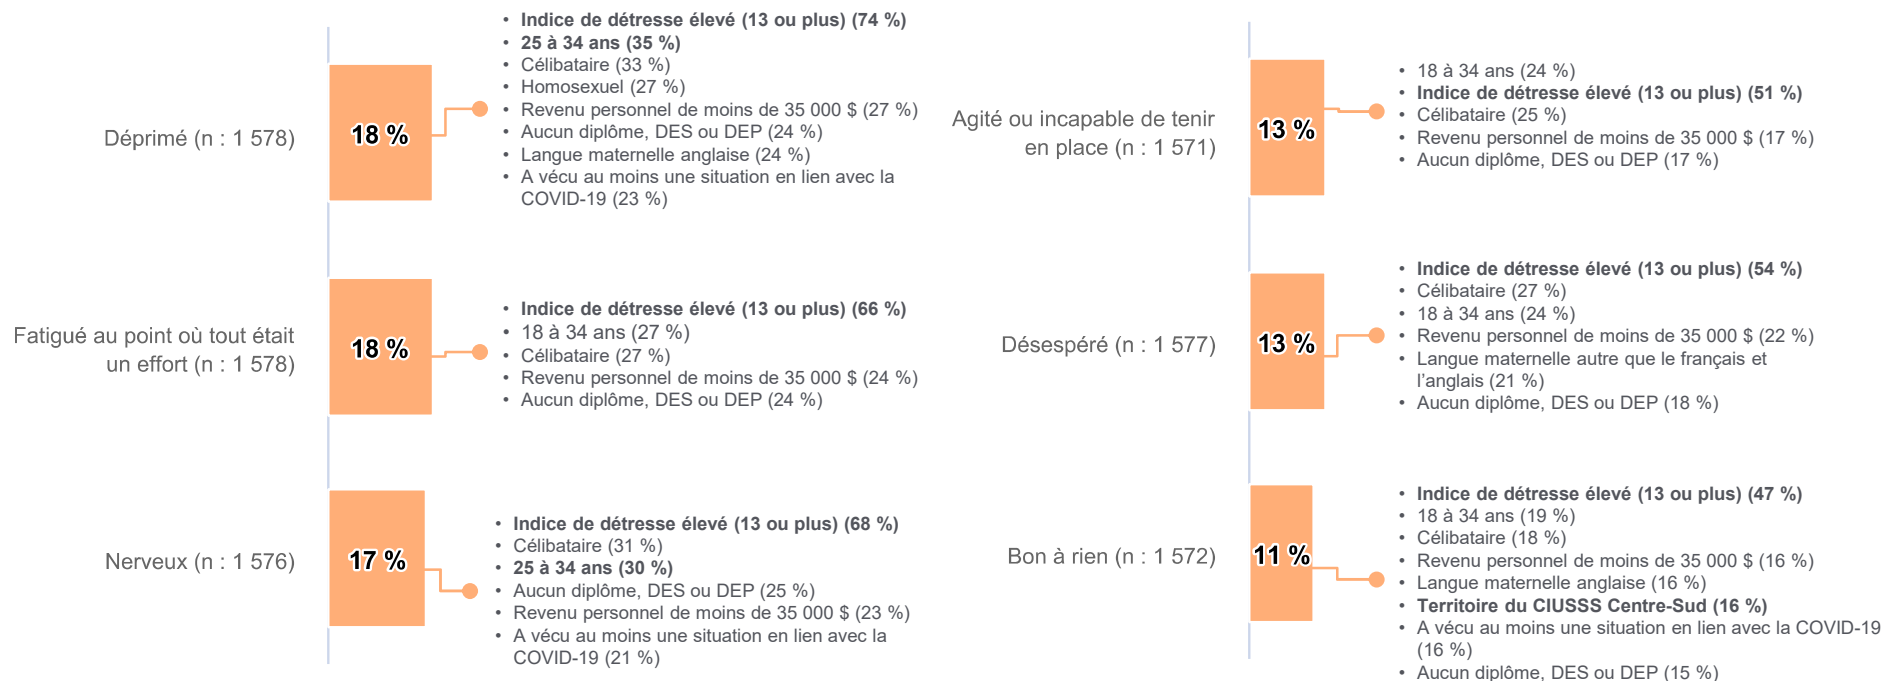 Déprimé (n : 1 578)
18 %
• Indice de détresse élevé (13 ou plus) (74 %)
• 25 à 34 ans (35 %)
• Célibataire (33 %)
• Homosexuel (27 %)
• Revenu personnel de moins de 35 000 $ (27 %)
• Aucun diplôme, DES ou DEP (24 %)
• Langue maternelle anglaise (24 %)
• A vécu au moins une situation en lien avec la
COVID-19 (23 %)
Fatigué au point où tout était
un effort (n : 1 578)
18 %
• Indice de détresse élevé (13 ou plus) (66 %)
• 18 à 34 ans (27 %)
• Célibataire (27 %)
• Revenu personnel de moins de 35 000 $ (24 %)
• Aucun diplôme, DES ou DEP (24 %)
Nerveux (n : 1 576)
17 %
• Indice de détresse élevé (13 ou plus) (68 %)
• Célibataire (31 %)
• 25 à 34 ans (30 %)
• Aucun diplôme, DES ou DEP (25 %)
• Revenu personnel de moins de 35 000 $ (23 %)
• A vécu au moins une situation en lien avec la
COVID-19 (21 %)
Agité ou incapable de tenir
en place (n : 1 571)
13 %
• 18 à 34 ans (24 %)
• Indice de détresse élevé (13 ou plus) (51 %)
• Célibataire (25 %)
• Revenu personnel de moins de 35 000 $ (17 %)
• Aucun diplôme, DES ou DEP (17 %)
Désespéré (n : 1 577)
13 %
• Indice de détresse élevé (13 ou plus) (54 %)
• Célibataire (27 %)
• 18 à 34 ans (24 %)
• Revenu personnel de moins de 35 000 $ (22 %)
• Langue maternelle autre que le français et
l'anglais (21 %)
• Aucun diplôme, DES ou DEP (18 %)
Bon à rien (n : 1 572)
11 %
• Indice de détresse élevé (13 ou plus) (47 %)
• 18 à 34 ans (19 %)
• Célibataire (18 %)
• Revenu personnel de moins de 35 000 $ (16 %)
• Langue maternelle anglaise (16 %)
• Territoire du CIUSSS Centre-Sud (16 %)
• A vécu au moins une situation en lien avec la COVID-19
(16 %)
• Aucun diplôme, DES ou DEP (15 %)